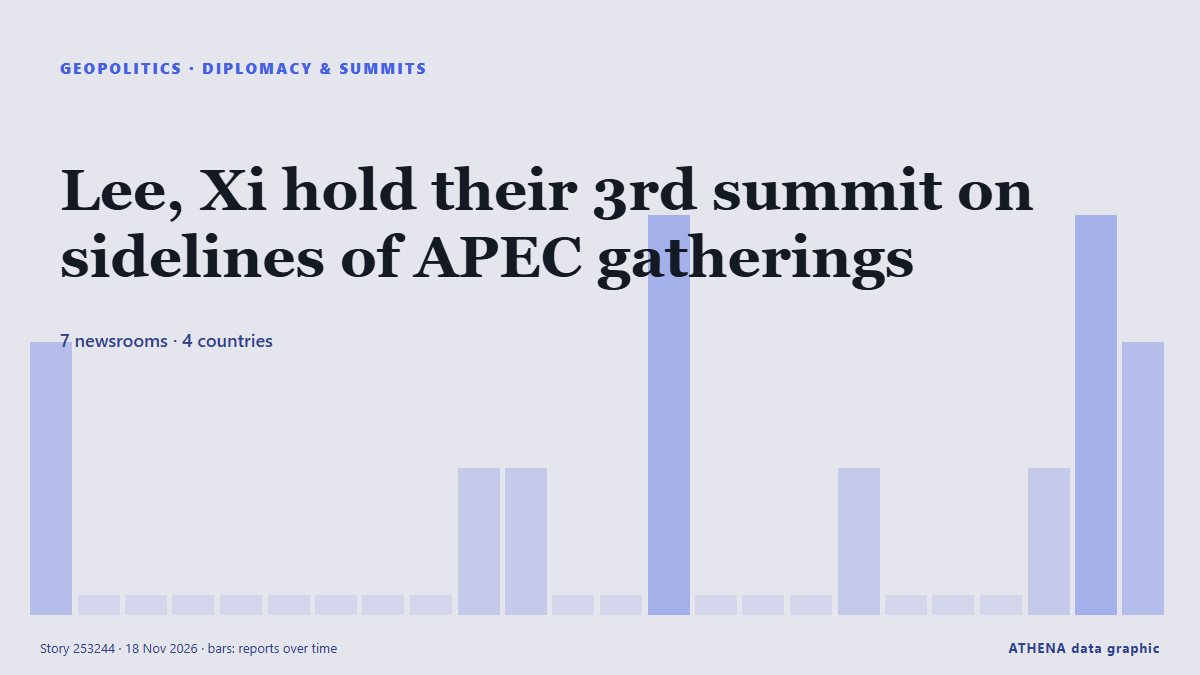 GEOPOLITICS · DIPLOMACY & SUMMITS
Lee, Xi hold their 3rd summit on
sidelines of APEC gatherings
7 newsrooms · 4 countries
Story 253244 · 18 Nov 2026 · bars: reports over time
ATHENA data graphic